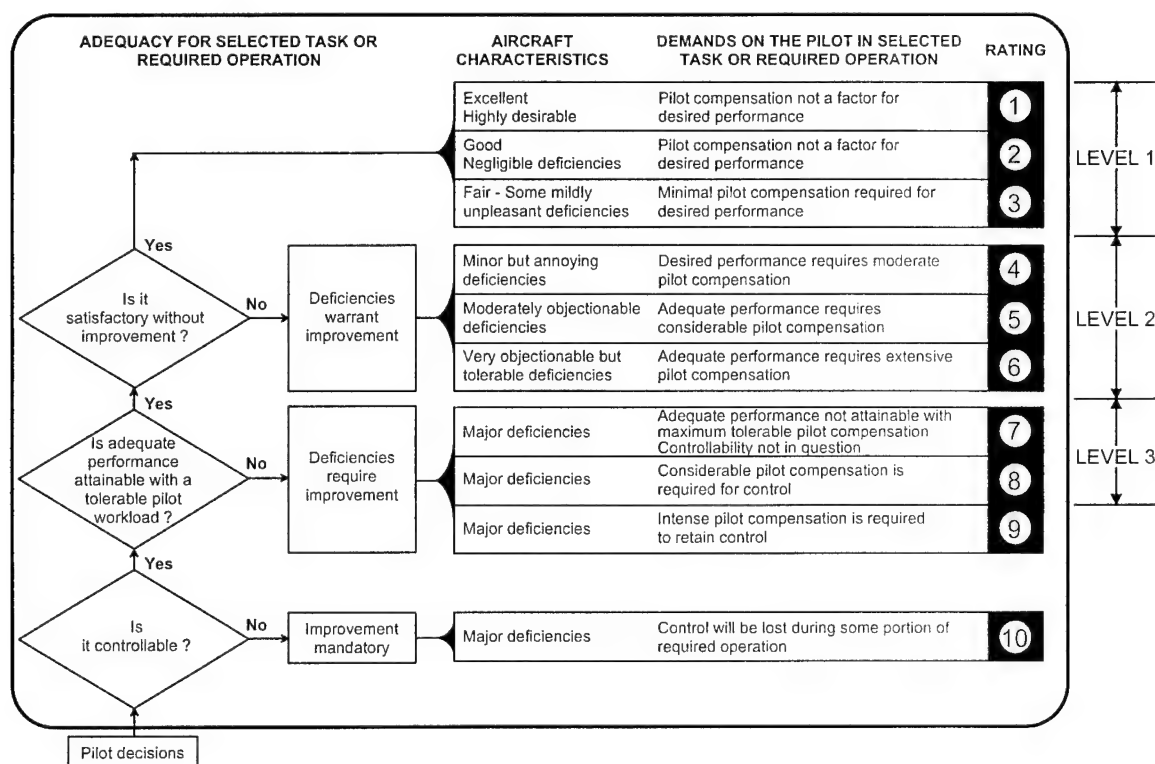 ADEQUACY FOR SELECTED TASK OR
REQUIRED OPERATION
AIRCRAFT
CHARACTERISTICS
DEMANDS ON THE PILOT IN SELECTED
TASK OR REQUIRED OPERATION
RATING
Excellent
Highly desirable
Pilot compensation not a factor for
desired performance
1
Good
Negligible deficiencies
Pilot compensation not a factor for
desired performance
2
Fair - Some mildly
unpleasant deficiencies
Minimal pilot compensation required for
desired performance
3
LEVEL 1
Yes
Is it
satisfactory without
improvement ?
No
Deficiencies
warrant
improvement
Minor but annoying
deficiencies
Desired performance requires moderate
pilot compensation
4
Moderately objectionable
deficiencies
Adequate performance requires
considerable pilot compensation
5
Very objectionable but
tolerable deficiencies
Adequate performance requires extensive
pilot compensation
6
LEVEL 2
Yes
Is adequate
performance
attainable with a
tolerable pilot
workload ?
No
Deficiencies
require
improvement
Major deficiencies
Adequate performance not attainable with
maximum tolerable pilot compensation
Controllability not in question
7
Major deficiencies
Considerable pilot compensation is
required for control
8
Major deficiencies
Intense pilot compensation is required
to retain control
9
LEVEL 3
Yes
Is
it controllable ?
No
Improvement
mandatory
Major deficiencies
Control will be lost during some portion of
required operation
10
Pilot decisions